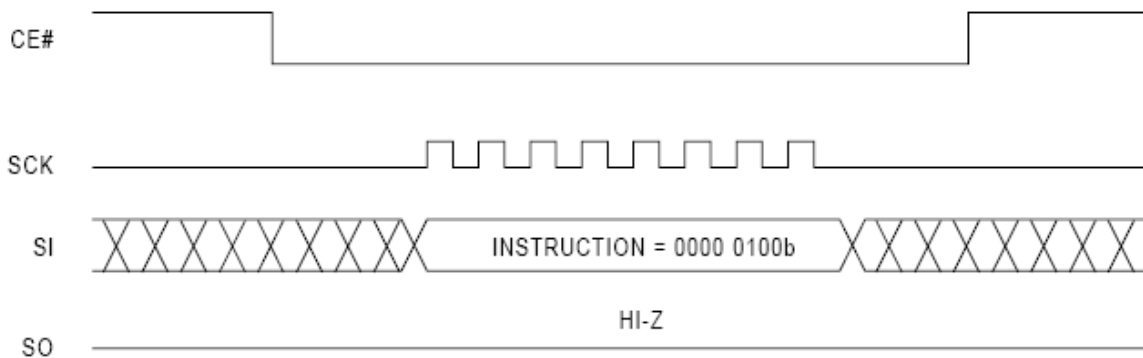 CE#
SCK
SI
INSTRUCTION = 0000 0100b
HI-Z
SO